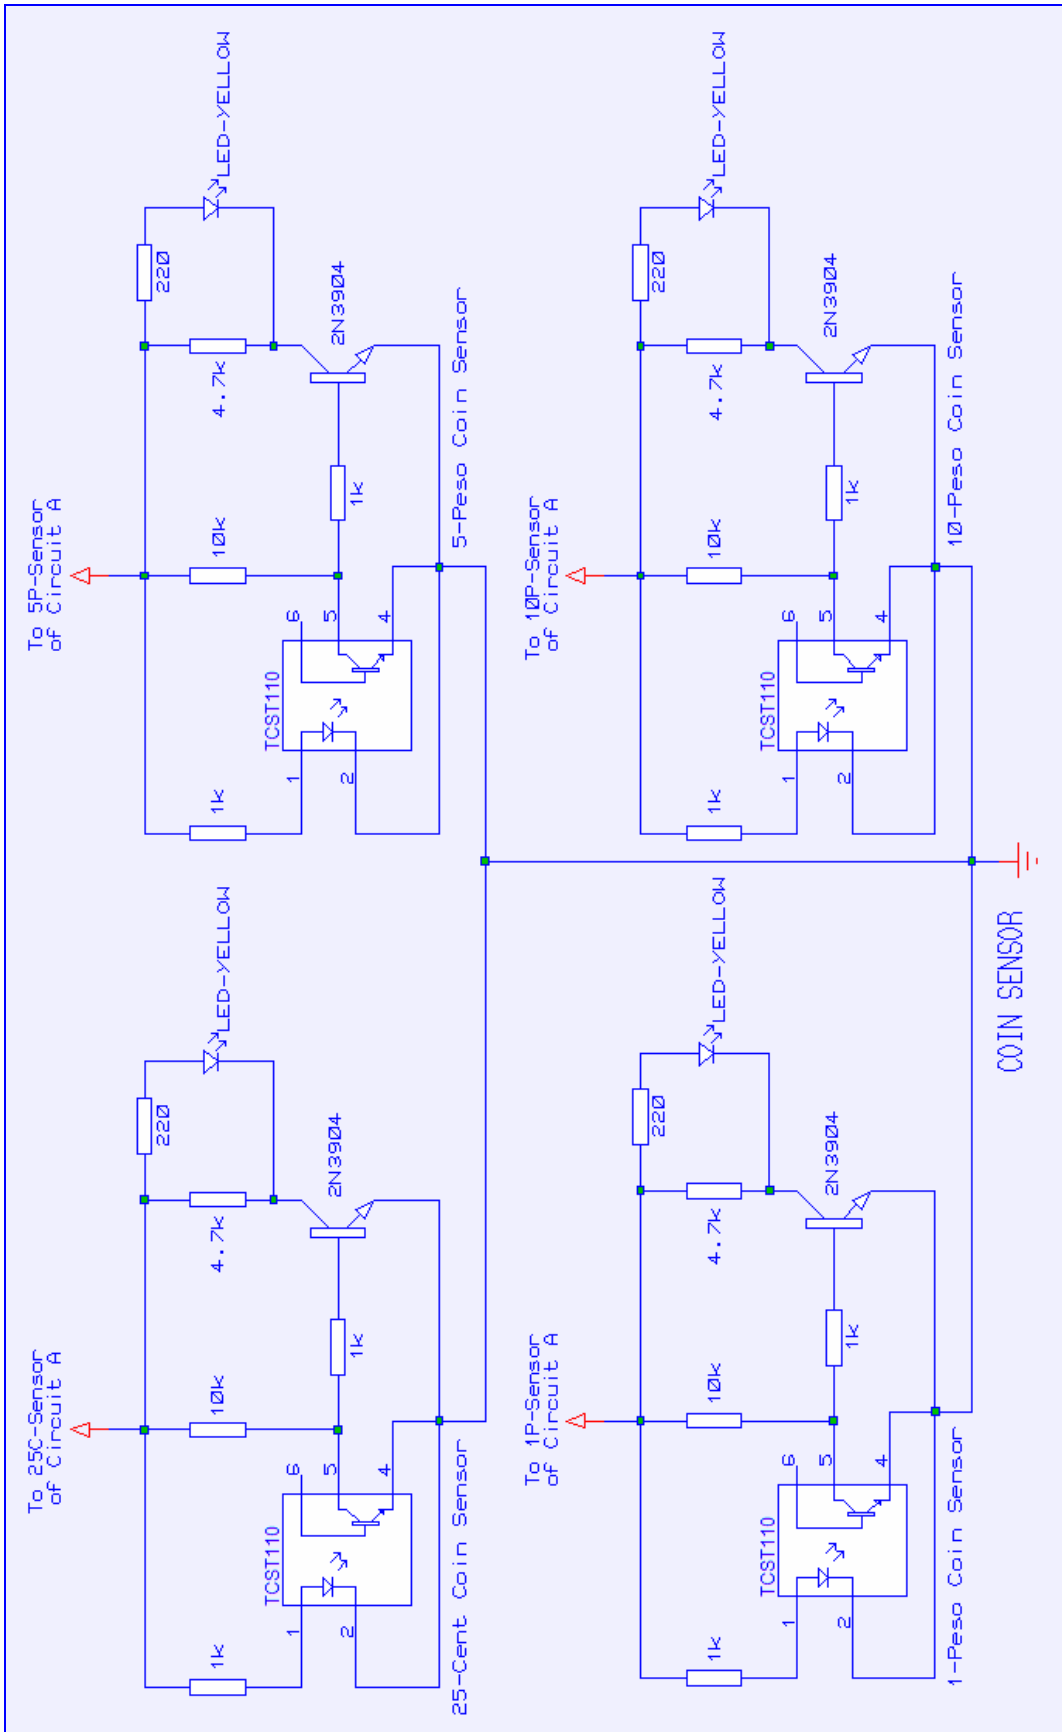 To 25C-Sensor
of Circuit A
220
LED-YELLOW
1k
10k
4.7k
TCST110
1
2
6
5
4
1k
2N3904
25-Cent Coin Sensor
To 5P-Sensor
of Circuit A
220
LED-YELLOW
1k
10k
4.7k
TCST110
1
2
6
5
4
1k
2N3904
5-Peso Coin Sensor
To 1P-Sensor
of Circuit A
220
LED-YELLOW
1k
10k
4.7k
TCST110
1
2
6
5
4
1k
2N3904
1-Peso Coin Sensor
To 10P-Sensor
of Circuit A
220
LED-YELLOW
1k
10k
4.7k
TCST110
1
2
6
5
4
1k
2N3904
10-Peso Coin Sensor
COIN SENSOR